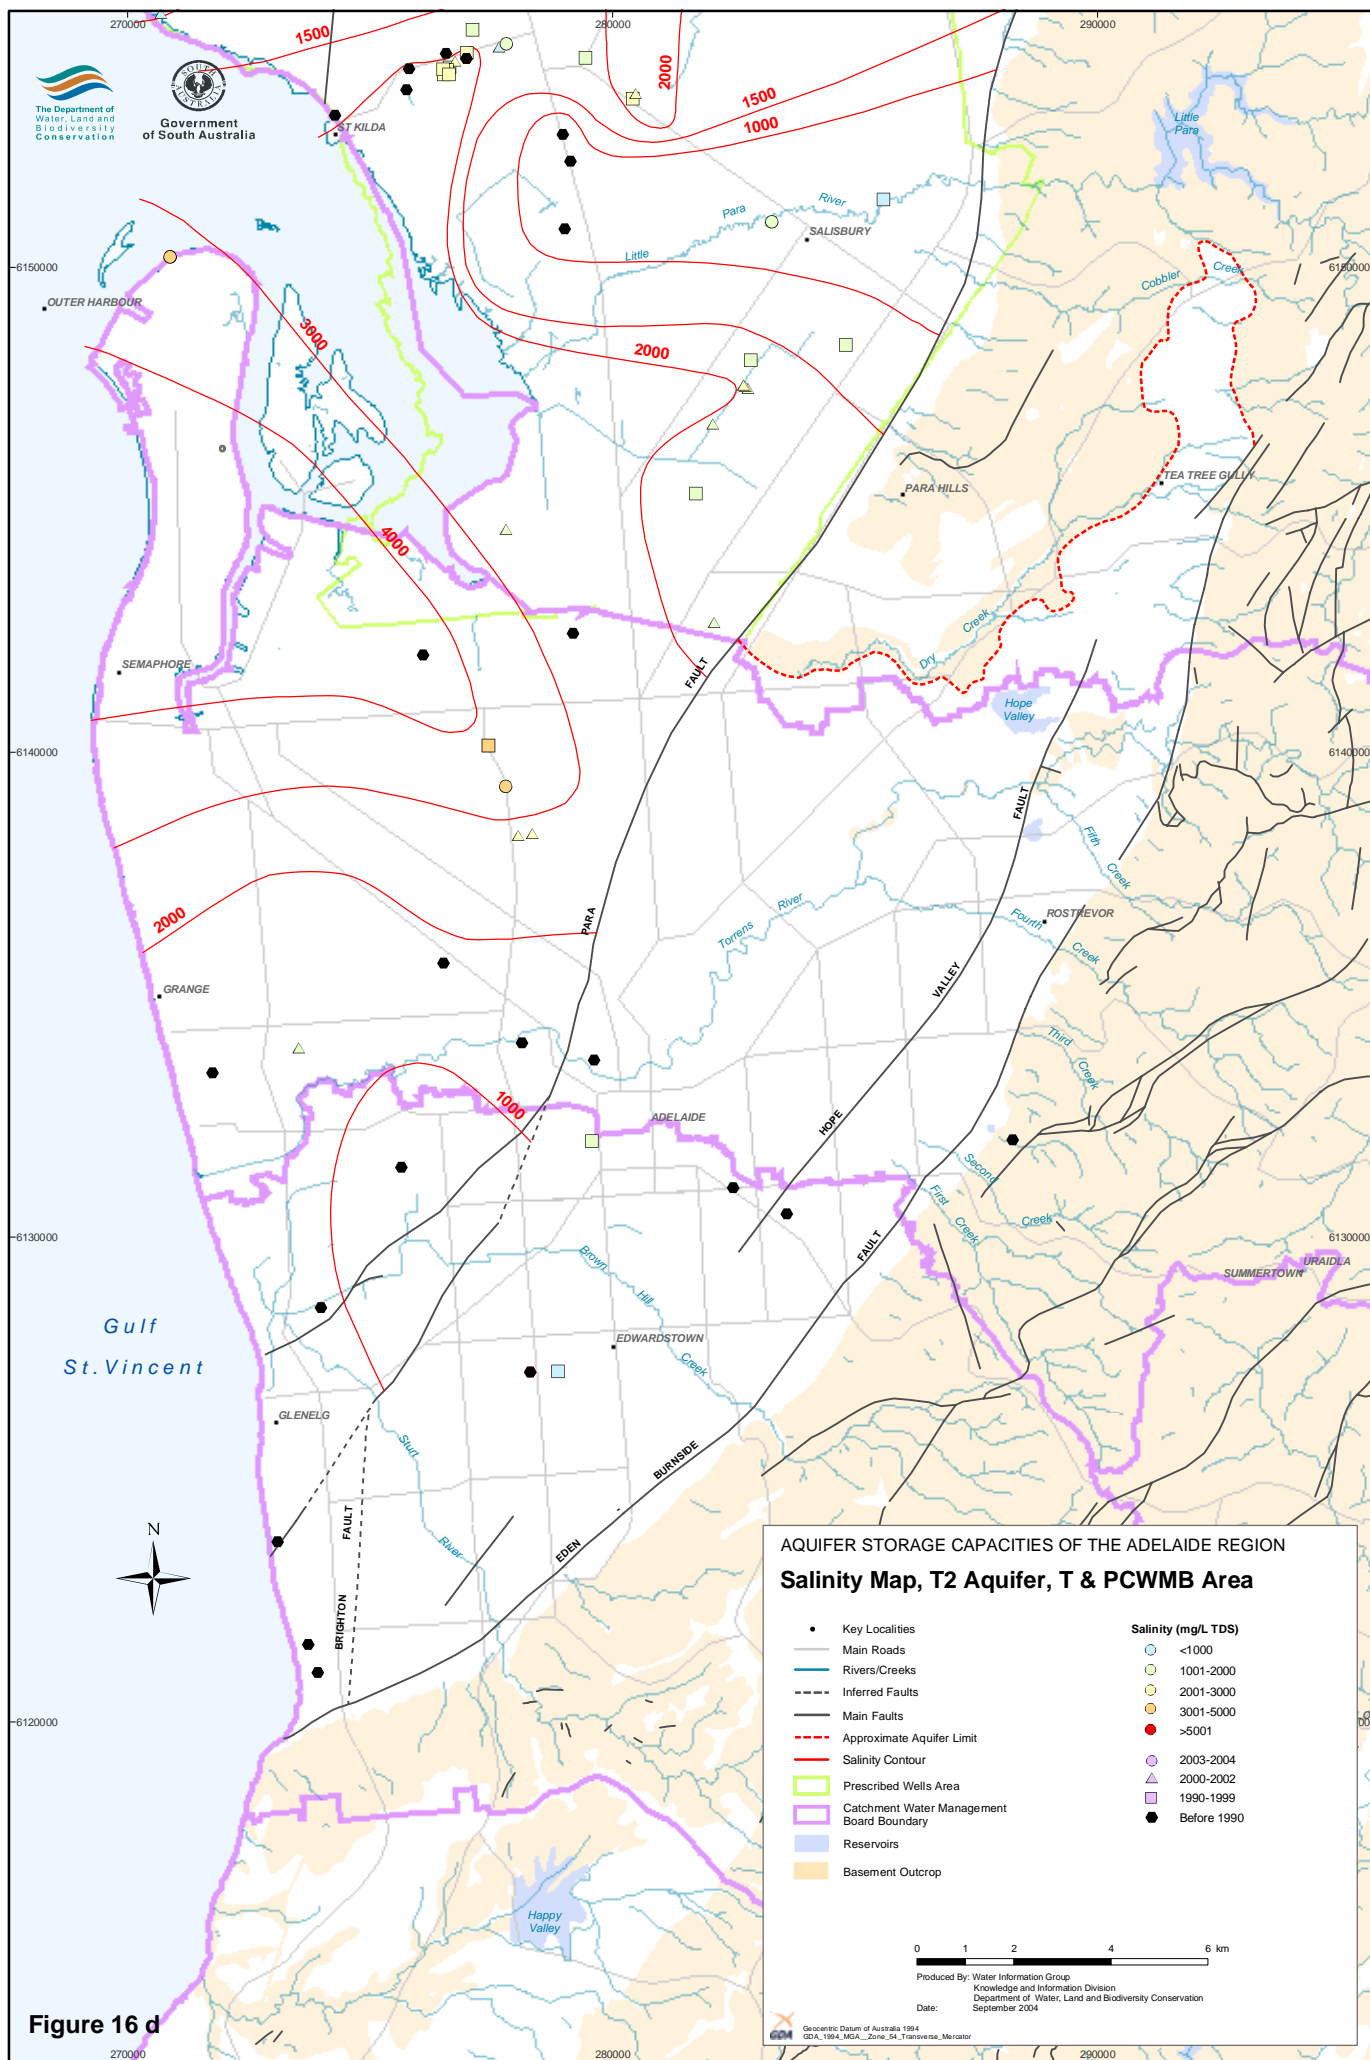 270000
280000
290000
1500
2000
1500
1000
The Department of
Water, Land and
Biodiversity
Conservation
SOUTH
AUSTRALIA
Government
of South Australia
ST KILDA
Little
Para
Para
River
SALISBURY
Little
6150000
6150000
Cobbler
Creek
OUTER HARBOUR
3000
2000
TEA TREE GULLY
PARA HILLS
4000
Creek
Dry
SEMAPHORE
FAULT
Hope
Valley
6140000
6140000
FAULT
Fifth
Creek
2000
PARA
River
Torrens
Fourth
ROSTREVOR
Creek
GRANGE
VALLEY
Third
Creek
1000
ADELAIDE
HOPE
Second
First
Creek
Creek
6130000
6130000
FAULT
Brown
Hill
Creek
URAIDLA
SUMMERTOWN
Gulf
St.Vincent
EDWARDSTOWN
GLENELG
Sturt
River
BURNSIDE
FAULT
EDEN
N
BRIGHTON
6120000
Happy
Valley
AQUIFER STORAGE CAPACITIES OF THE ADELAIDE REGION
Salinity Map, T2 Aquifer, T & PCWMB Area
Key Localities
Main Roads
Rivers/Creeks
Inferred Faults
Main Faults
Approximate Aquifer Limit
Salinity Contour
Prescribed Wells Area
Catchment Water Management
Board Boundary
Reservoirs
Basement Outcrop
Salinity (mg/L TDS)
<1000
1001-2000
2001-3000
3001-5000
>5001
2003-2004
2000-2002
1990-1999
Before 1990
0 1 2 4 6 km
Produced By: Water Information Group
Knowledge and Information Division
Department of Water, Land and Biodiversity Conservation
Date: September 2004
GDA
Geocentric Datum of Australia 1994
GDA_1994_MGA__Zone_54_Transverse_Mercator
Figure 16 d
270000
280000
290000